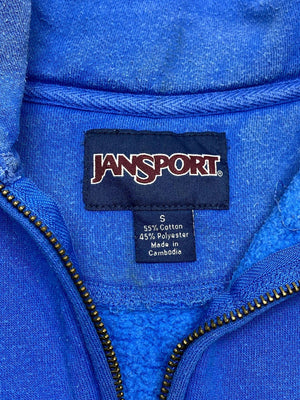 JANSPORT®
S
55% Cotton
45% Polyester
Made in
Cambodia